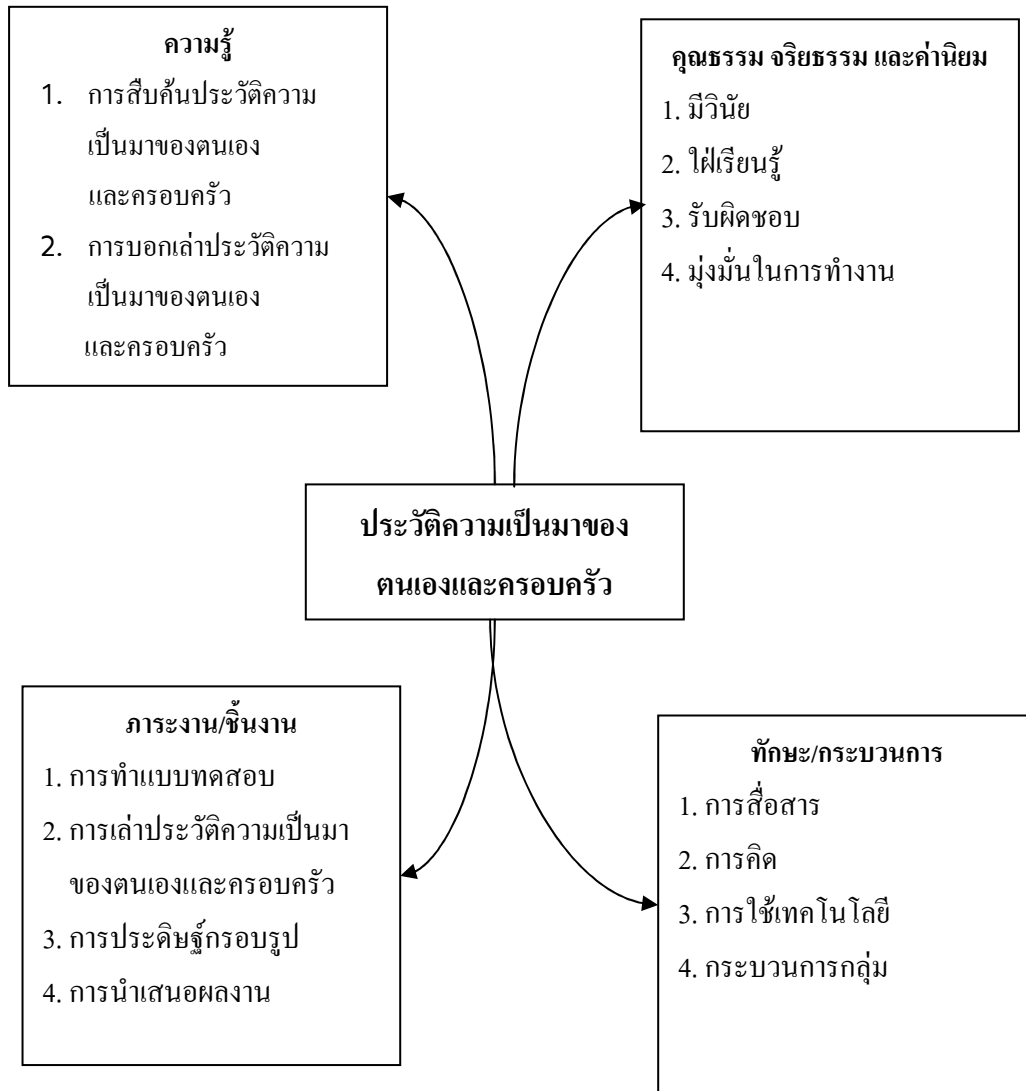 ความรู้
1. การสืบค้นประวัติความ
เป็นมาของตนเอง
และครอบครัว
2. การบอกเล่าประวัติความ
เป็นมาของตนเอง
และครอบครัว
คุณธรรม จริยธรรม และค่านิยม
1. มีวินัย
2. ใฝ่เรียนรู้
3. รับผิดชอบ
4. มุ่งมั่นในการทำงาน
ประวัติความเป็นมาของ
ตนเองและครอบครัว
ภาระงาน/ชิ้นงาน
1. การทำแบบทดสอบ
2. การเล่าประวัติความเป็นมา
ของตนเองและครอบครัว
3. การประดิษฐ์กรอบรูป
4. การนำเสนอผลงาน
ทักษะ/กระบวนการ
1. การสื่อสาร
2. การคิด
3. การใช้เทคโนโลยี
4. กระบวนการกลุ่ม